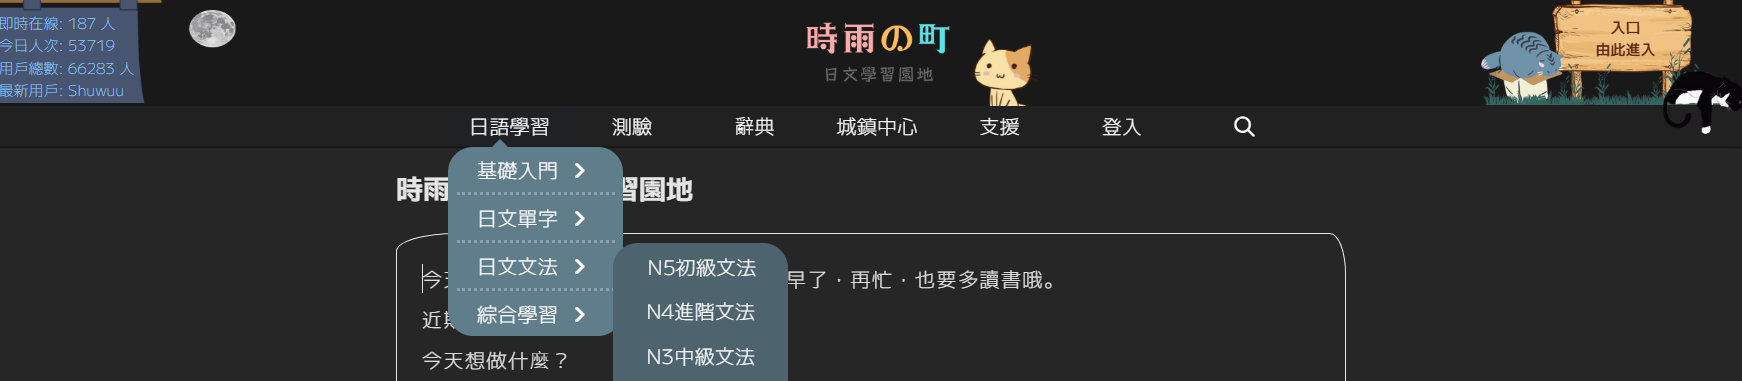 即時在線: 187 人
今日人次: 53719
用戶總數: 66283 人
最新用戶: Shuwuu
時雨の町
日文學習園地
入口
由此進入
日語學習 測驗 辭典 城鎮中心 支援 登入
基礎入門
時雨
習園地
日文單字
日文文法
N5初級文法
今天
早了，再忙，也要多讀書哦。
綜合學習
N4進階文法
近期
N3中級文法
今天想做什麼？